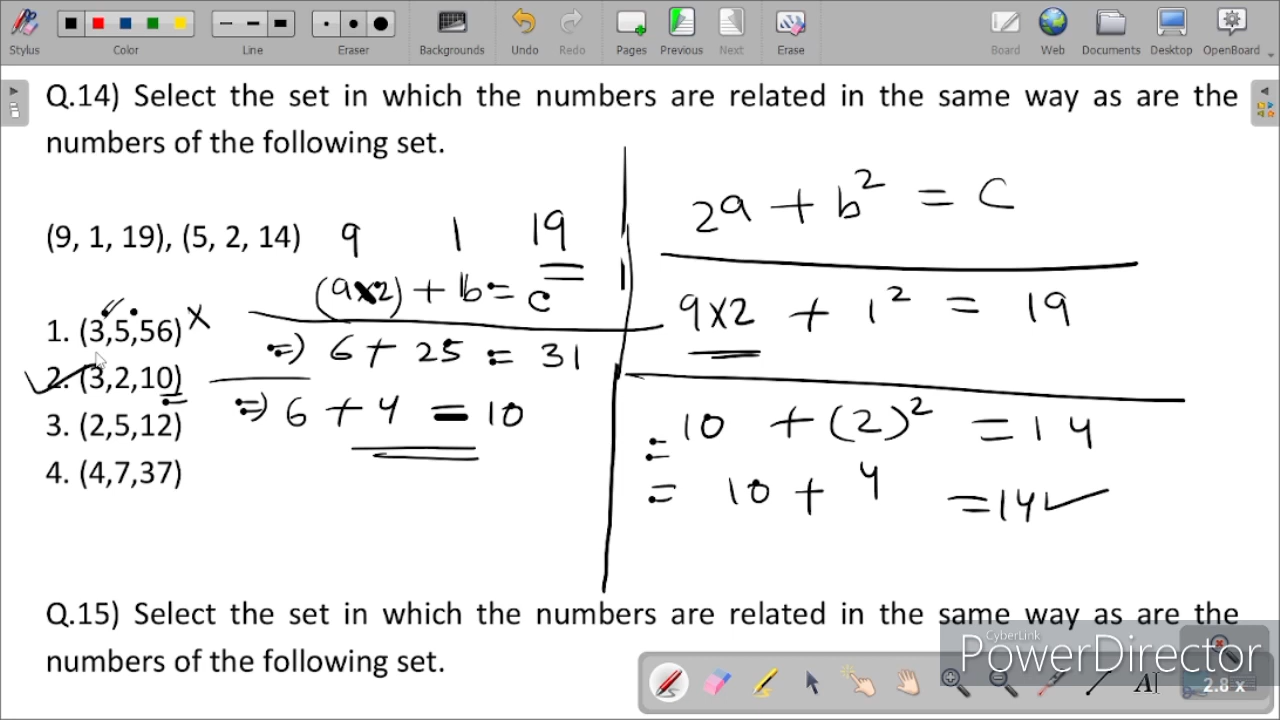 Stylus Color Line Eraser Backgrounds Undo Redo Pages Previous Next Erase Board Web Documents Desktop OpenBoard
Q.14) Select the set in which the numbers are related in the same way as are the
numbers of the following set.
(9, 1, 19), (5, 2, 14)
9 1 19
(9x2) + b = c
1. (3,5,56) x
=) 6 + 25 = 31
2. (3,2,10)
=) 6 + 4 = 10
3. (2,5,12)
4. (4,7,37)
2a + b² = C
9x2 + 1² = 19
10 + (2)² = 14
= 10 + 4 = 14 ✓
Q.15) Select the set in which the numbers are related in the same way as are the
numbers of the following set.
CyberLink
PowerDirector
2.8 x